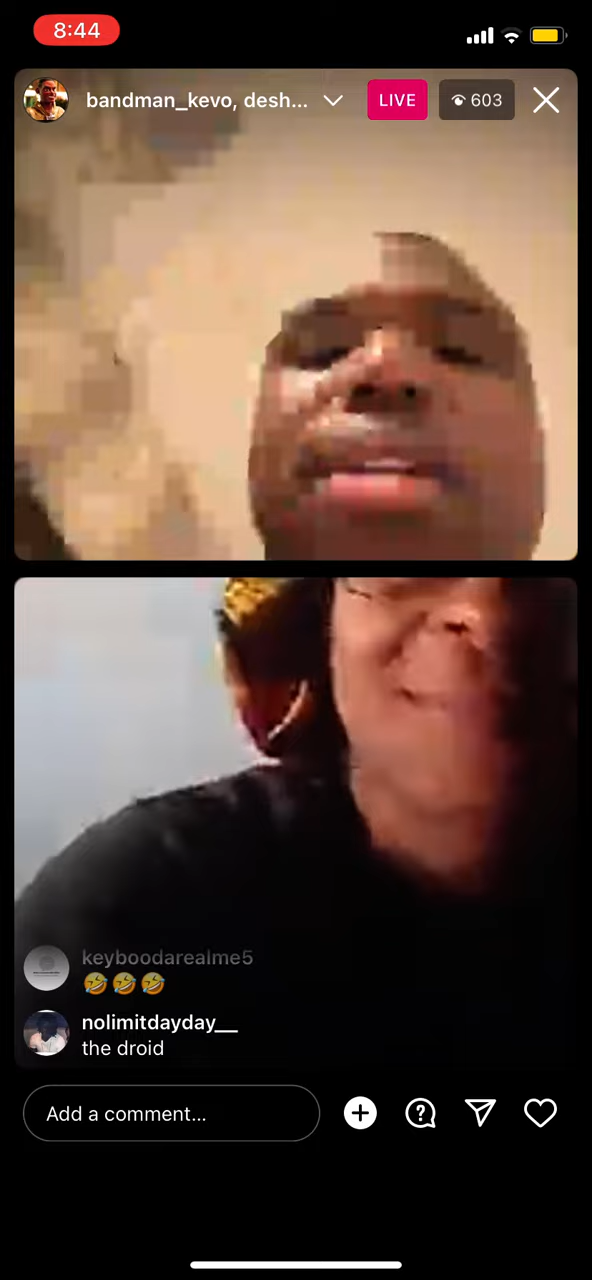 8:44
bandman_kevo, desh...
LIVE
603
keyboodarealme5
🤣🤣🤣
nolimitdayday__
the droid
Add a comment...